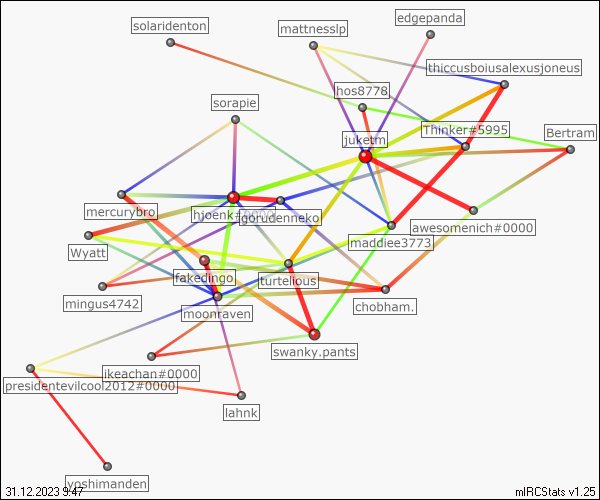 edgepanda
solaridenton
mattnesslp
thiccusboiusalexusjoneus
hos8778
sorapie
Thinker#5995
Bertram
juketm
mercurybro
hjoenk#0000
gorudenneko
awesomenich#0000
maddiee3773
Wyatt
fakedingo.
turtelious
mingus4742
moonraven
chobham.
swanky.pants
ikeachan#0000
presidentevilcool2012#0000
lahnk
yoshimanden
31.12.2023 9:47
mIRCStats v1.25